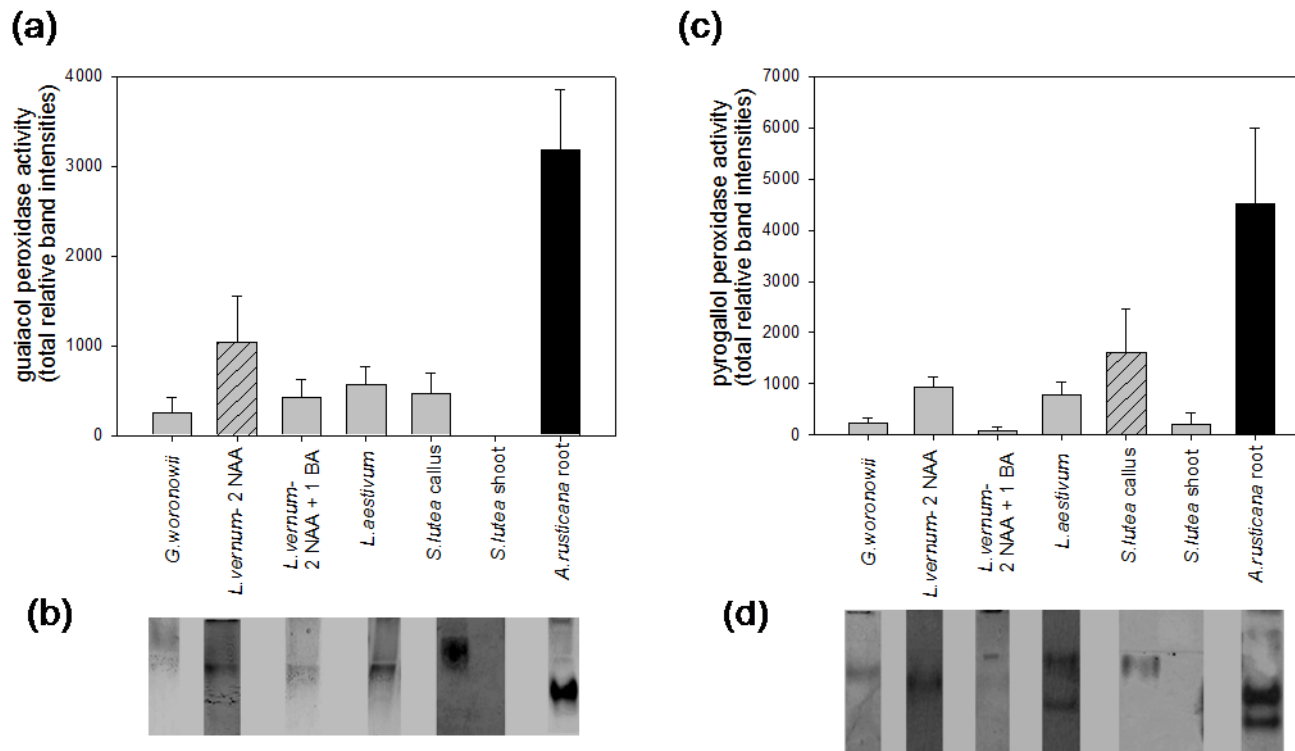 (a)
guaiacol peroxidase activity
(total relative band intensities)
4000
3000
2000
1000
0
G.woronowii
L.vernum- 2 NAA
L.vernum-
2 NAA + 1 BA
L.aestivum
S.lutea callus
S.lutea shoot
A.rusticana root
(b)
(c)
pyrogallol peroxidase activity
(total relative band intensities)
7000
6000
5000
4000
3000
2000
1000
0
G.woronowii
L.vernum- 2 NAA
L.vernum-
2 NAA + 1 BA
L.aestivum
S.lutea callus
S.lutea shoot
A.rusticana root
(d)